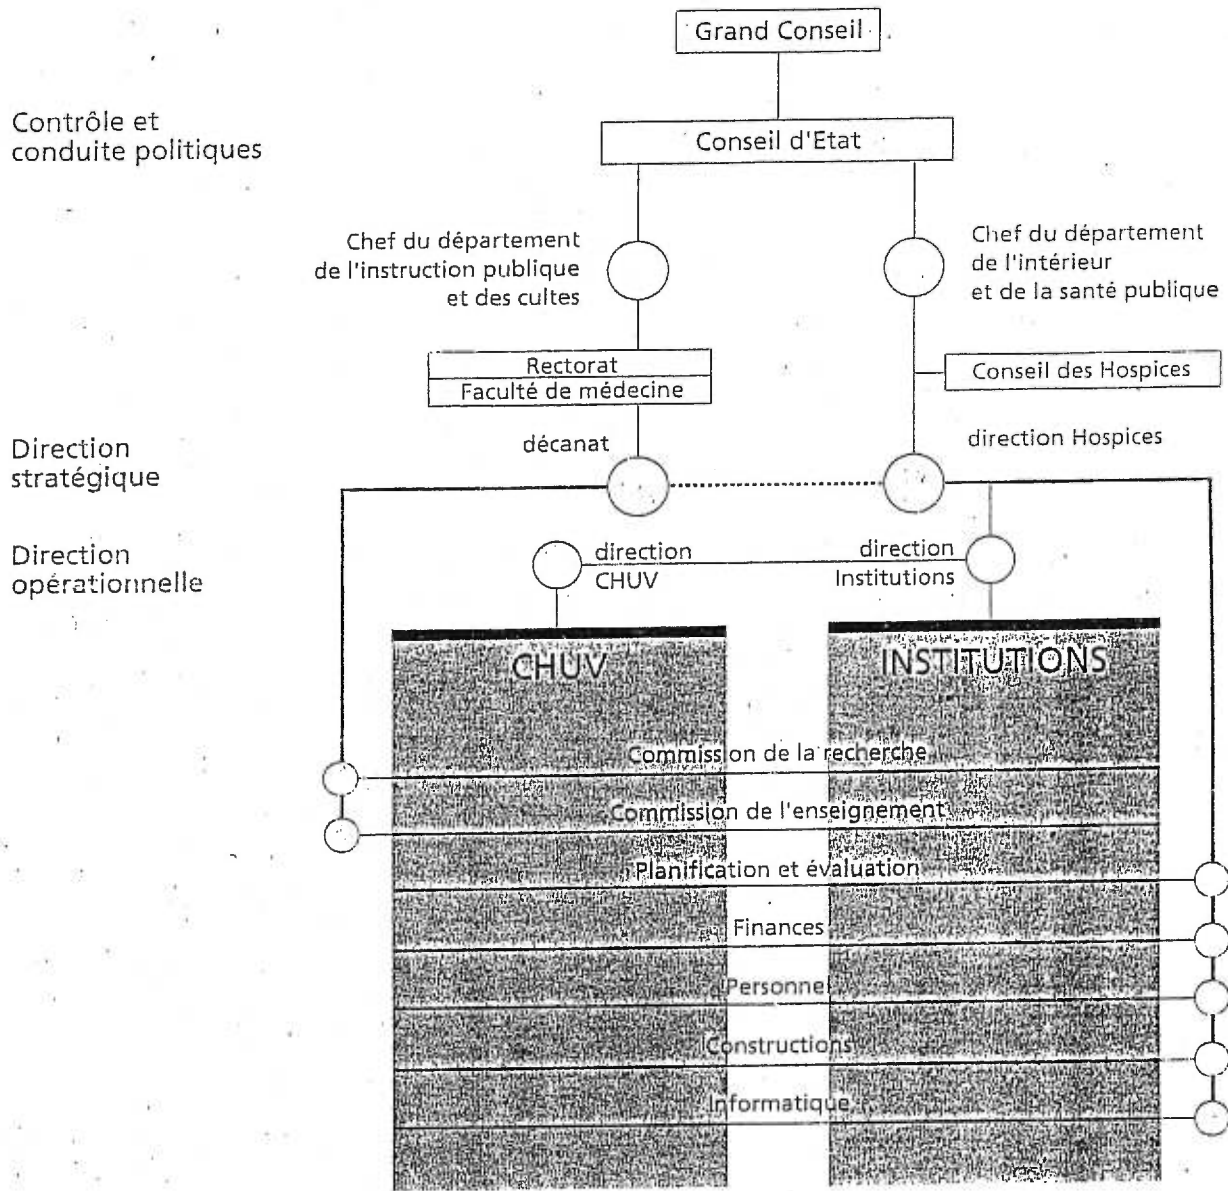 Grand Conseil
Contrôle et
conduite politiques
Conseil d'Etat
Chef du département
de l'instruction publique
et des cultes
Chef du département
de l'intérieur
et de la santé publique
Rectorat
Faculté de médecine
Conseil des Hospices
Direction
stratégique
décanat
direction Hospices
Direction
opérationnelle
direction
CHUV
direction
Institutions
CHUV
INSTITUTIONS
Commission de la recherche
Commission de l'enseignement
Planification et évaluation
Finances
Personnel
Constructions
Informatique